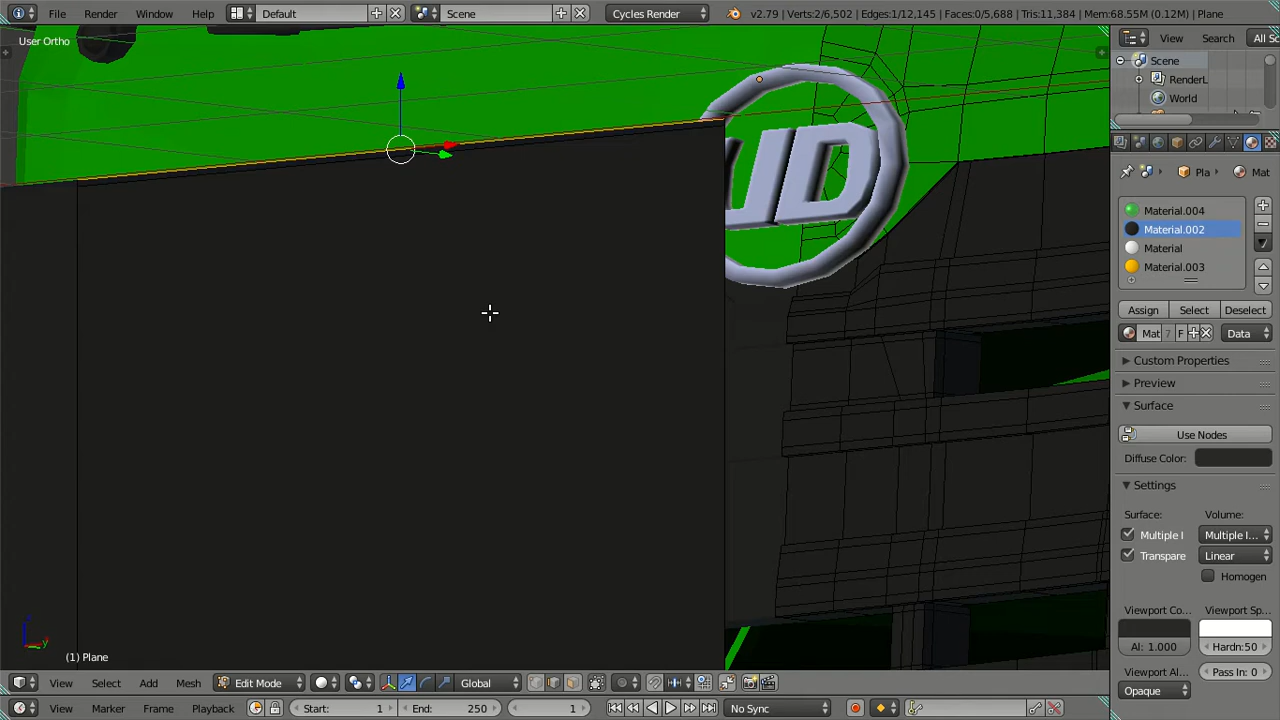 File Render Window Help Default Scene Cycles Render v2.79 | Verts:2/6,502 | Edges:1/12,145 | Faces:0/5,688 | Tris:11,384 | Mem:68.55M (0.12M) | Plane
User Ortho
View Search All Sc
Scene
RenderL
World
Pla Mat
UD
Material.004
Material.002
Material
Material.003
Assign Select Deselect
Mat 7 F Data
Custom Properties
Preview
Surface
Use Nodes
Diffuse Color:
Settings
Surface: Volume:
Multiple I Multiple I...
Transpare Linear
Homogen
Viewport Co... Viewport Sp...
Al: 1.000 Hardn:50
Viewport Al... Pass In: 0
Opaque
z
y
(1) Plane
View Select Add Mesh Edit Mode Global
View Marker Frame Playback Start: 1 End: 250 1 No Sync